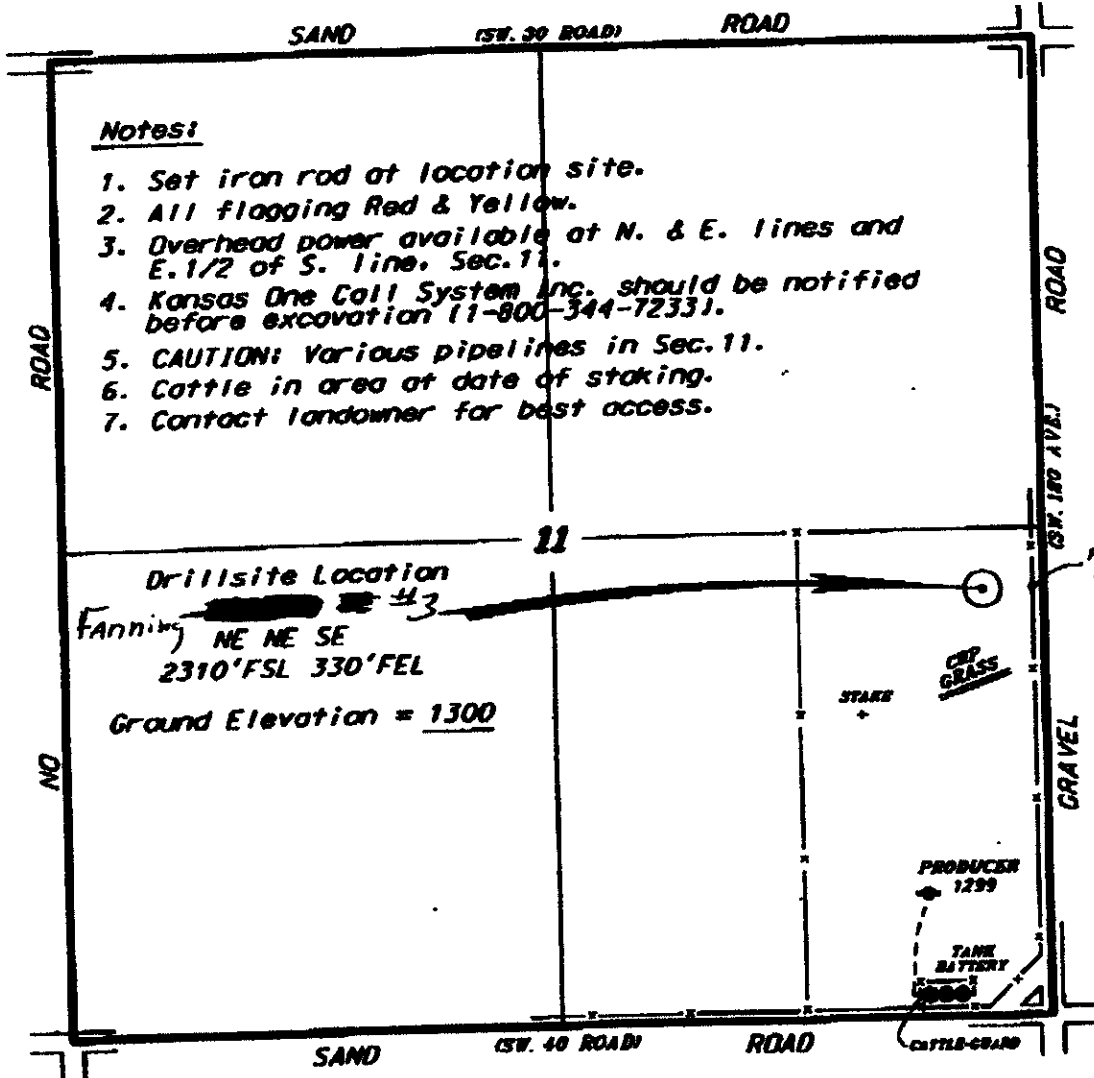 SAND (SW. 30 ROAD) ROAD
Notes:
1. Set iron rod at location site.
2. All flagging Red & Yellow.
3. Overhead power available at N. & E. lines and
E.1/2 of S. line, Sec.11.
4. Kansas One Call System Inc. should be notified
before excavation (1-800-344-7233).
5. CAUTION: Various pipelines in Sec.11.
6. Cattle in area at date of staking.
7. Contact landowner for best access.
ROAD
ROAD
(SW. 180 AVE.)
11
Drillsite Location
Fanning #3
NE NE SE
2310'FSL 330'FEL
Ground Elevation = 1300
CRP
GRASS
STAKE
NO
GRAVEL
PRODUCER
1299
TANK
BATTERY
SAND (SW. 40 ROAD) ROAD
CATTLE-GUARD